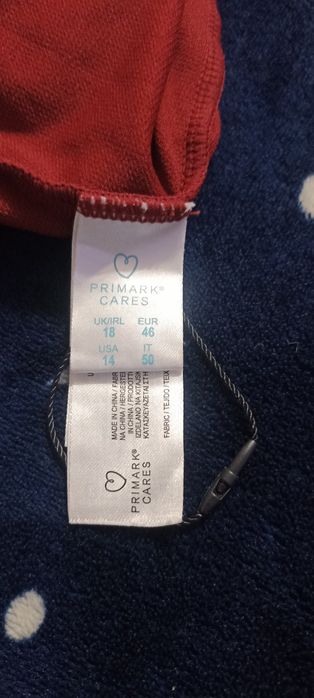 PRIMARK®
CARES
UK/IRL EUR
18 46
USA IT
14 50
MADE IN CHINA / FABR
NA CHINA / HERGESTE
IN CHINA / PRODOTT
IZDELANO NA KITAJSK
ΚΑΤΑΣΚΕΥΑΖΕΤΑΙ ΣΤΗ
FABRIC / TEJIDO / TEX
PRIMARK®
CARES